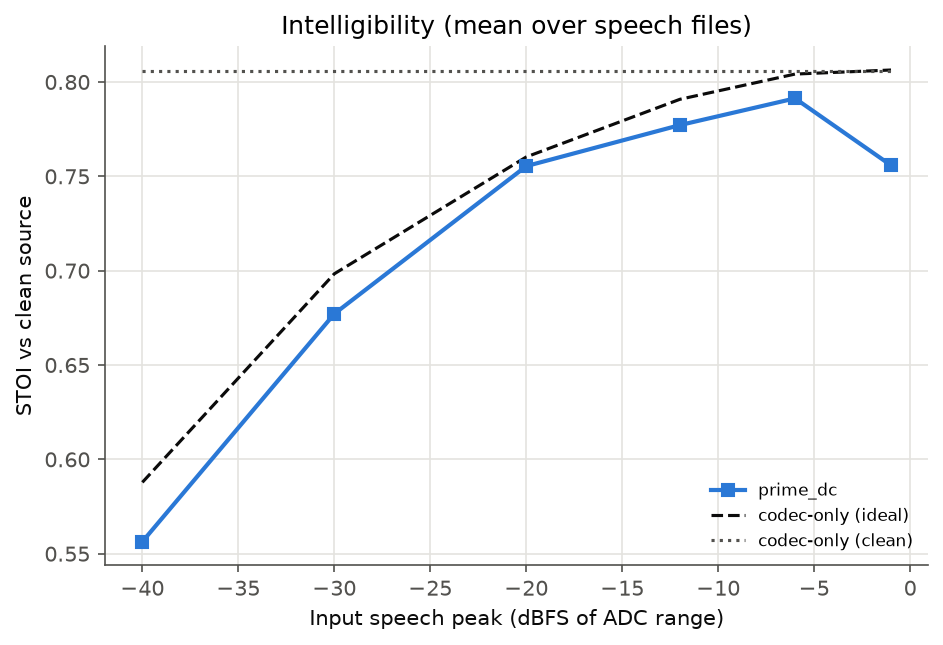 Intelligibility (mean over speech files)
STOI vs clean source
0.80
0.75
0.70
0.65
0.60
0.55
−40 −35 −30 −25 −20 −15 −10 −5 0
Input speech peak (dBFS of ADC range)
prime_dc
codec-only (ideal)
codec-only (clean)